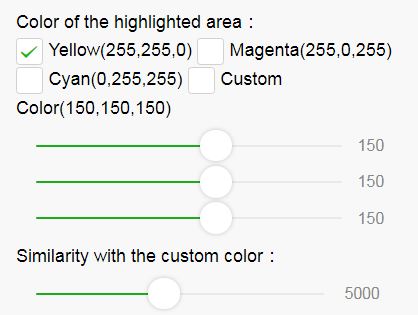 Color of the highlighted area :
Yellow(255,255,0) Magenta(255,0,255)
Cyan(0,255,255) Custom
Color(150,150,150)
150
150
150
Similarity with the custom color :
5000